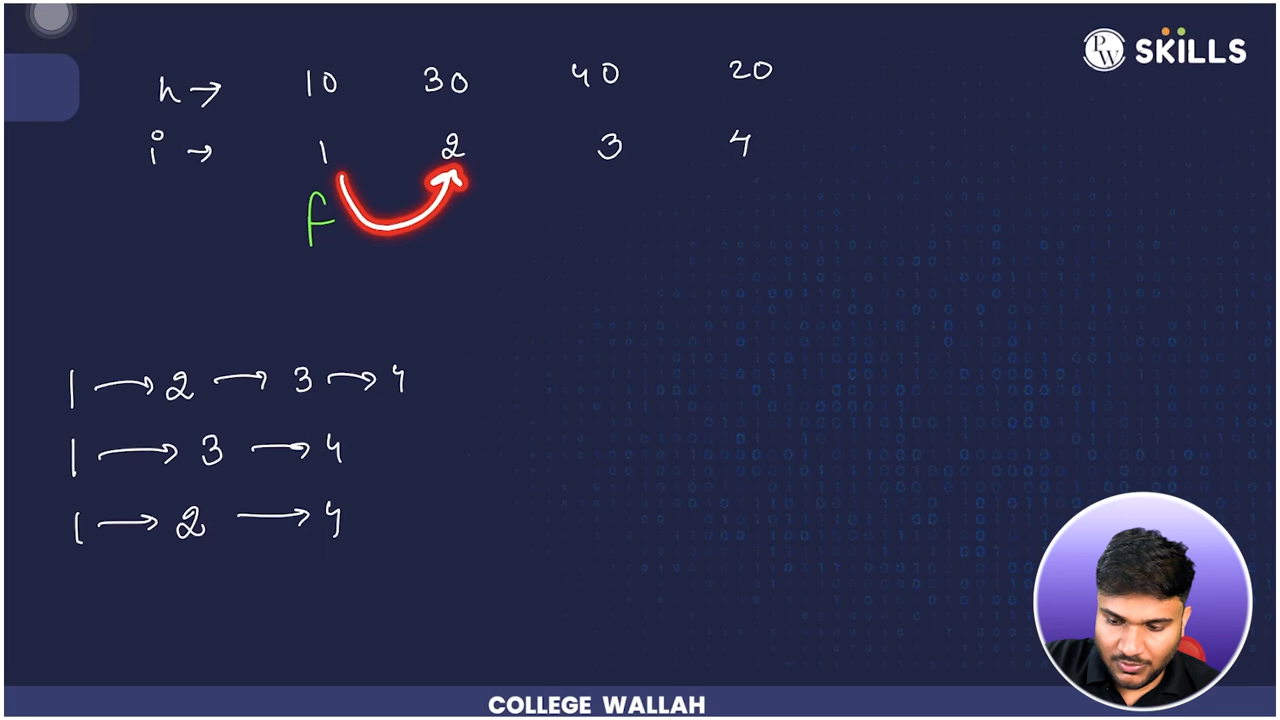 PW SKILLS
h → 10 30 40 20
i → 1 2 3 4
f
1 → 2 → 3 → 4
1 → 3 → 4
1 → 2 → 4
COLLEGE WALLAH